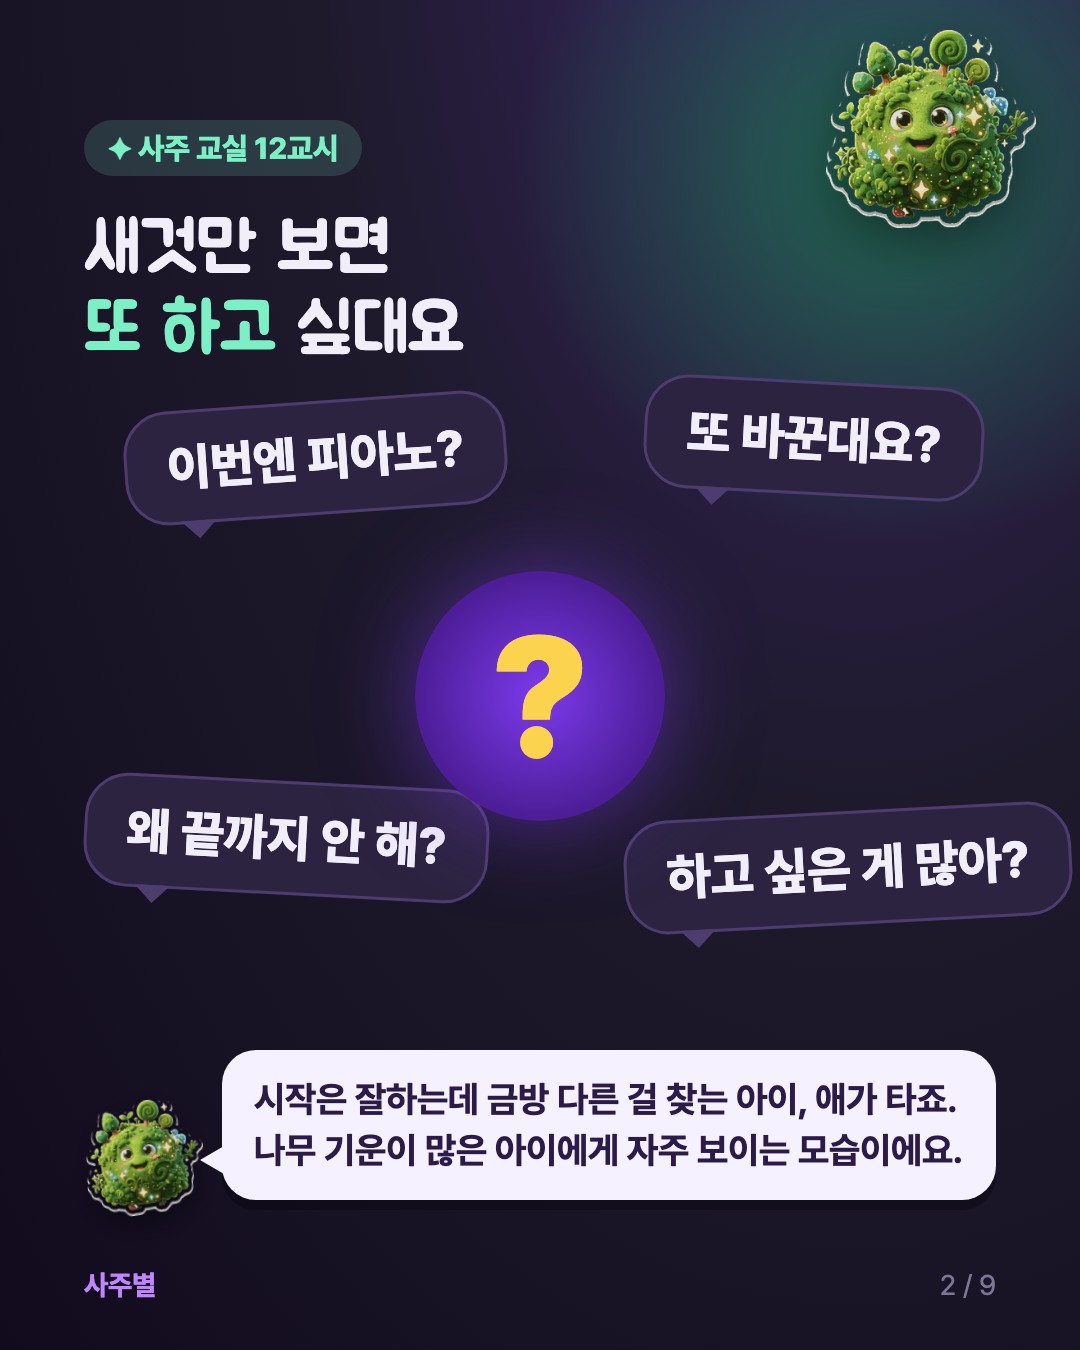 ✦ 사주 교실 12교시
새것만 보면
또 하고 싶대요
이번엔 피아노?
또 바꾼대요?
?
왜 끝까지 안 해?
하고 싶은 게 많아?
시작은 잘하는데 금방 다른 걸 찾는 아이, 애가 타죠.
나무 기운이 많은 아이에게 자주 보이는 모습이에요.
사주별
2 / 9